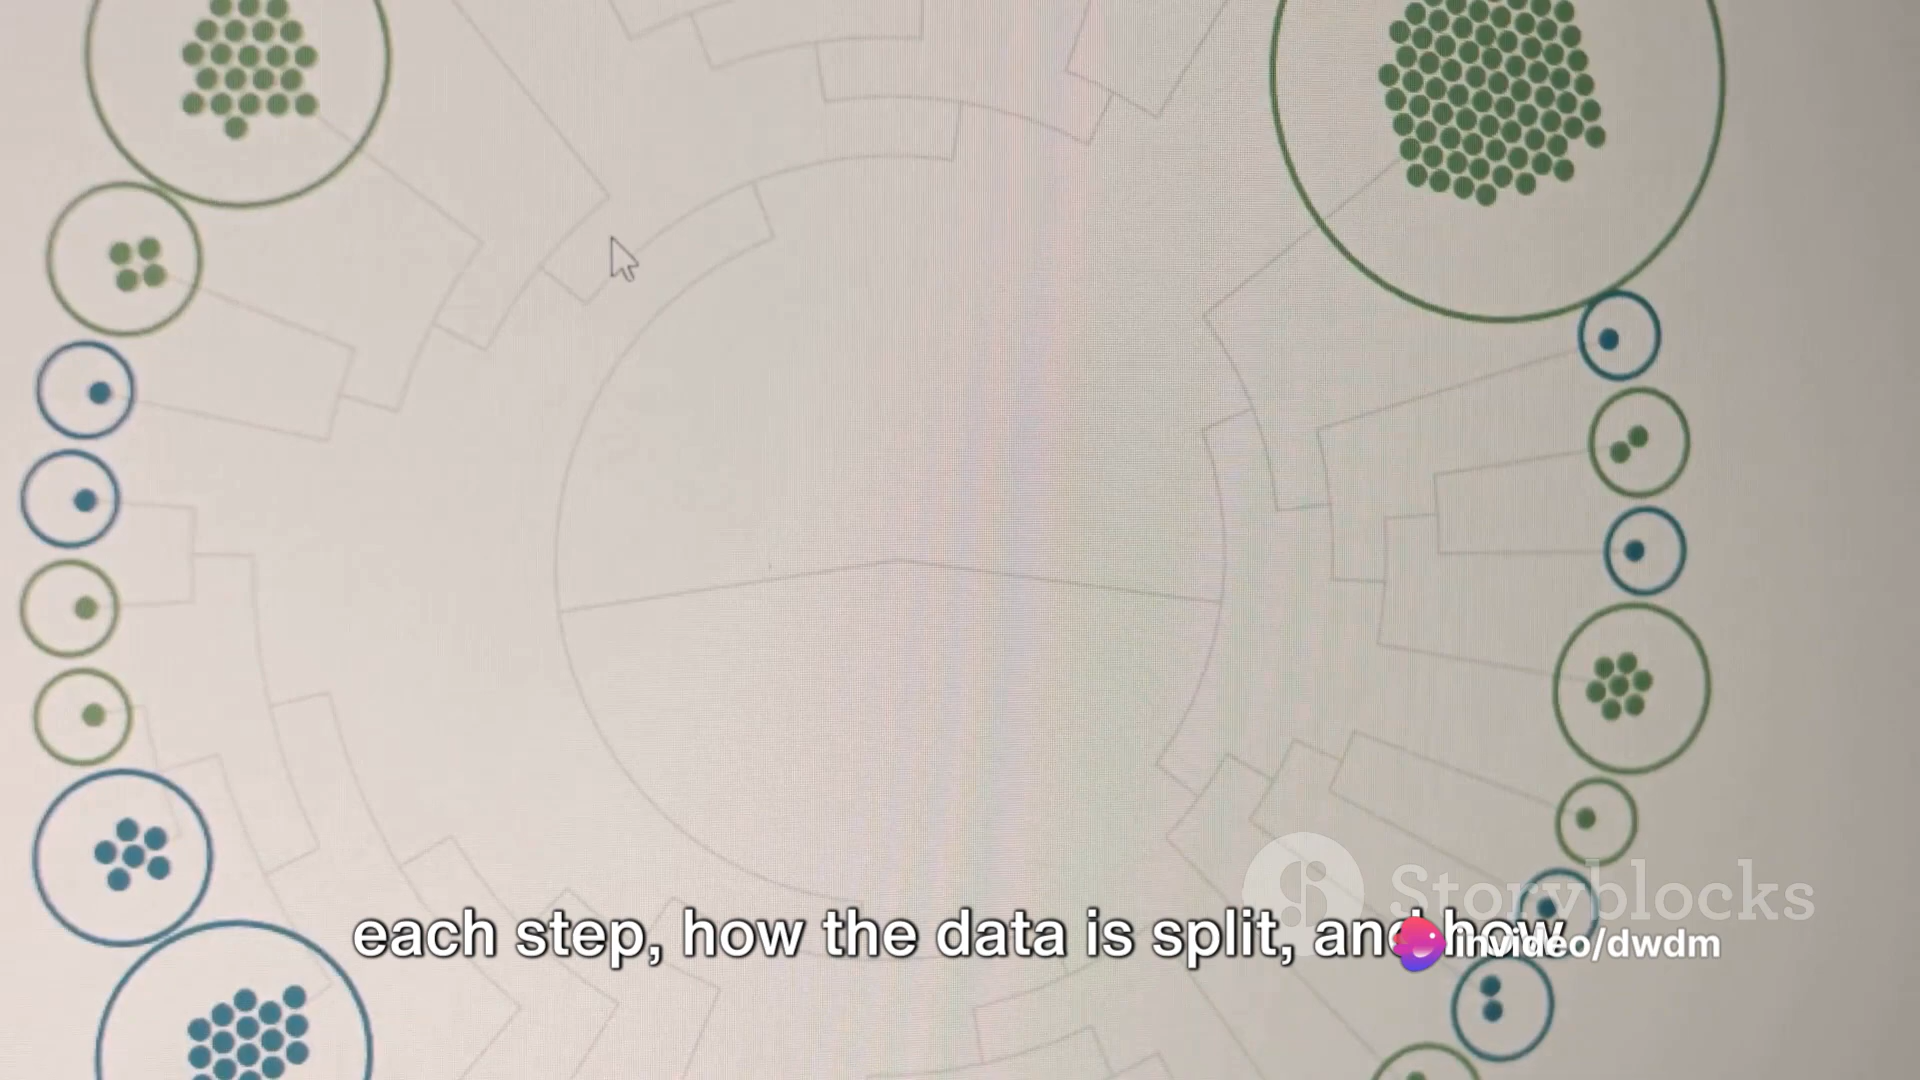 Storyblocks
each step, how the data is split, and how
invideo/dwdm